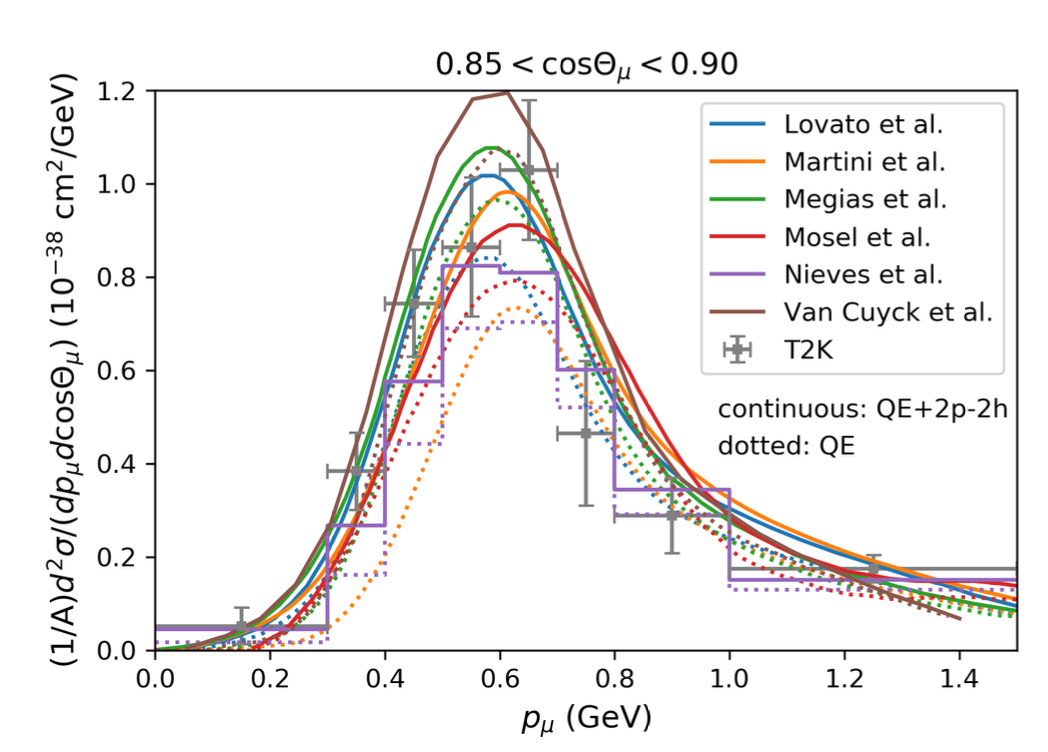 0.85 < cosΘμ < 0.90
(1/A)d²σ/(dpμdcosΘμ) (10⁻³⁸ cm²/GeV)
1.2
1.0
0.8
0.6
0.4
0.2
0.0
Lovato et al.
Martini et al.
Megias et al.
Mosel et al.
Nieves et al.
Van Cuyck et al.
T2K
continuous: QE+2p-2h
dotted: QE
0.0 0.2 0.4 0.6 0.8 1.0 1.2 1.4
pμ (GeV)